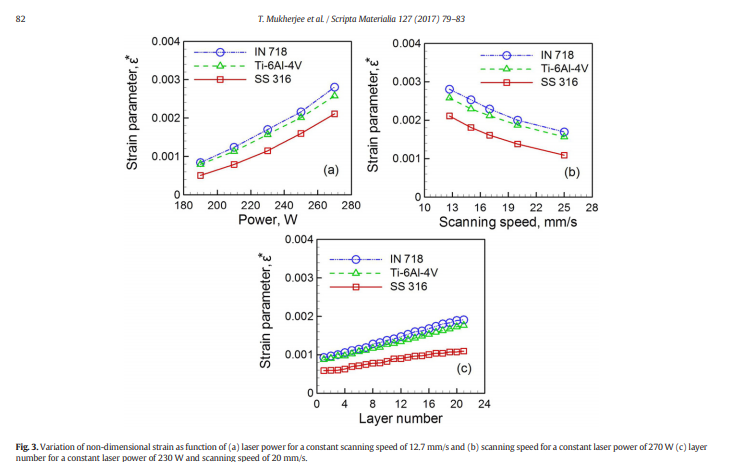 82
T. Mukherjee et al. / Scripta Materialia 127 (2017) 79–83
0.004
0.003
0.002
0.001
0
Strain parameter, ε*
IN 718
Ti-6Al-4V
SS 316
(a)
180 200 220 240 260 280
Power, W
0.004
0.003
0.002
0.001
Strain parameter, ε*
IN 718
Ti-6Al-4V
SS 316
(b)
10 13 16 19 22 25 28
Scanning speed, mm/s
0.004
0.003
0.002
0.001
0
Strain parameter, ε*
IN 718
Ti-6Al-4V
SS 316
(c)
0 4 8 12 16 20 24
Layer number
Fig. 3. Variation of non-dimensional strain as function of (a) laser power for a constant scanning speed of 12.7 mm/s and (b) scanning speed for a constant laser power of 270 W (c) layer
number for a constant laser power of 230 W and scanning speed of 20 mm/s.